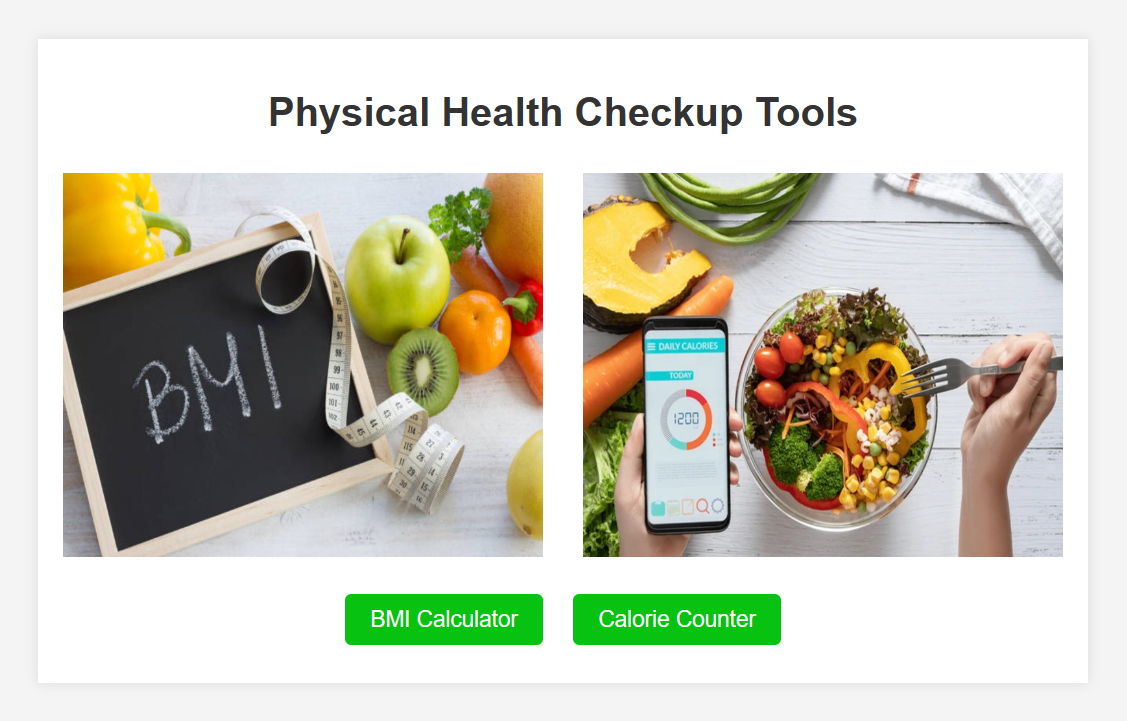 Physical Health Checkup Tools
BMI
DAILY CALORIES
TODAY
1200
BMI Calculator
Calorie Counter